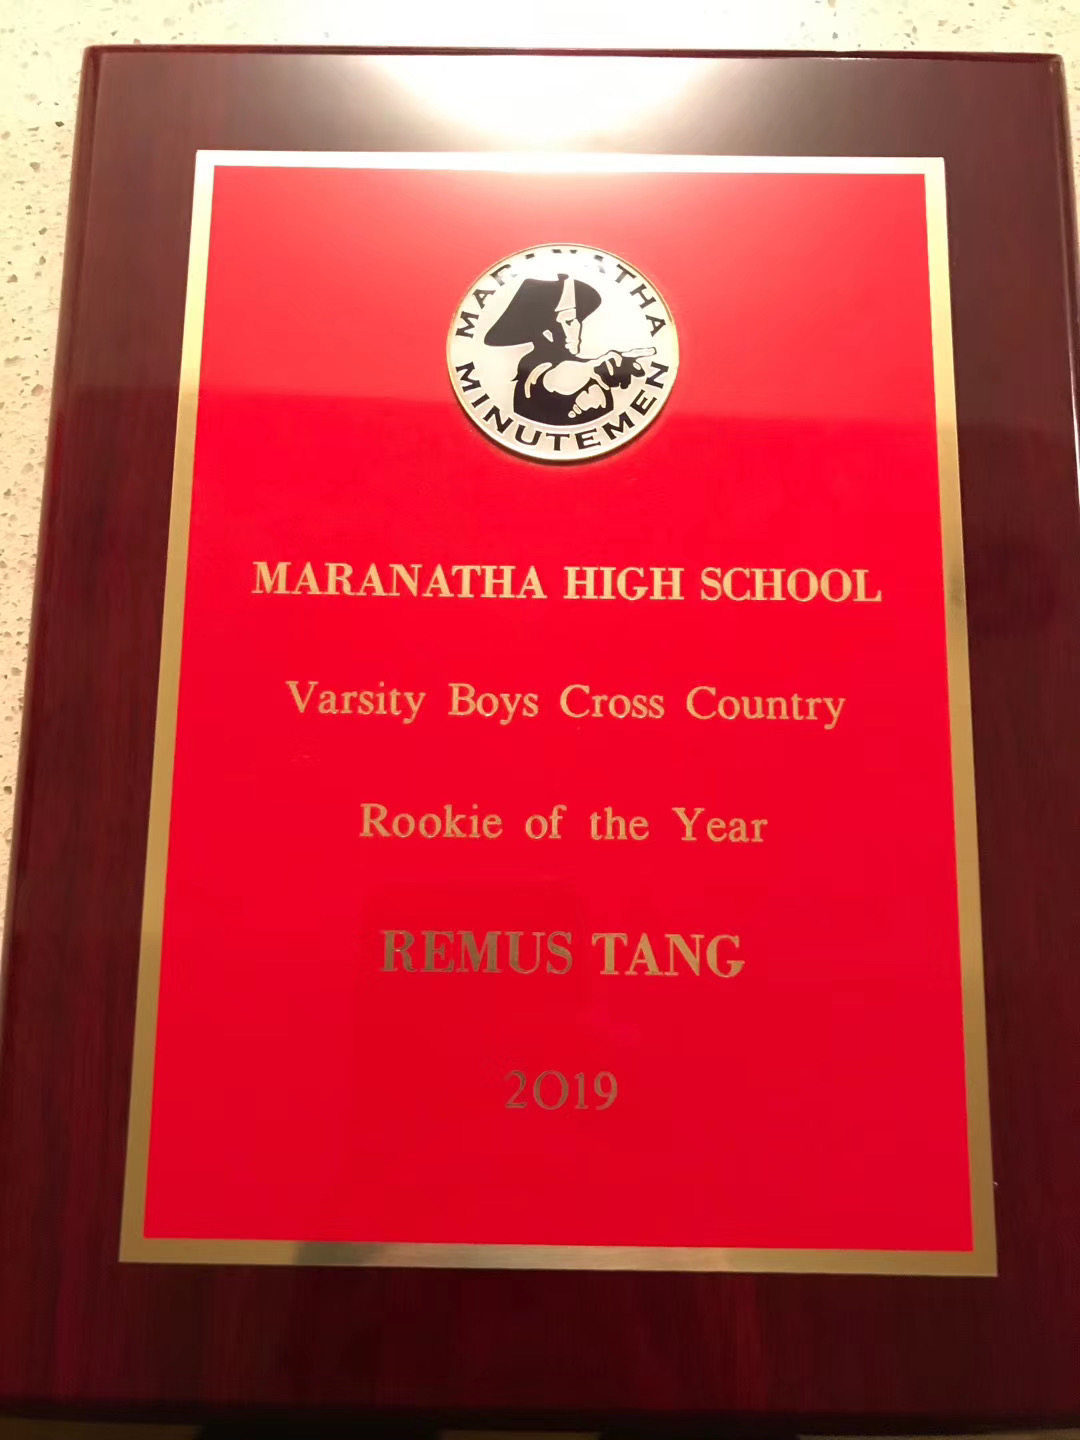 MARANATHA
MINUTEMEN
MARANATHA HIGH SCHOOL
Varsity Boys Cross Country
Rookie of the Year
REMUS TANG
2019